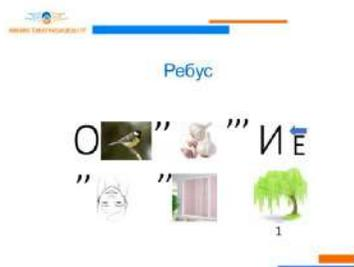 Ребус
О ,, ,,, И Е
,, ,,
1